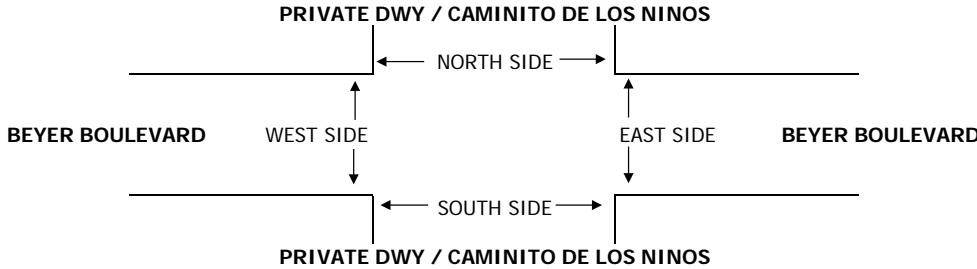 PRIVATE DWY / CAMINITO DE LOS NINOS
NORTH SIDE
BEYER BOULEVARD WEST SIDE EAST SIDE BEYER BOULEVARD
SOUTH SIDE
PRIVATE DWY / CAMINITO DE LOS NINOS